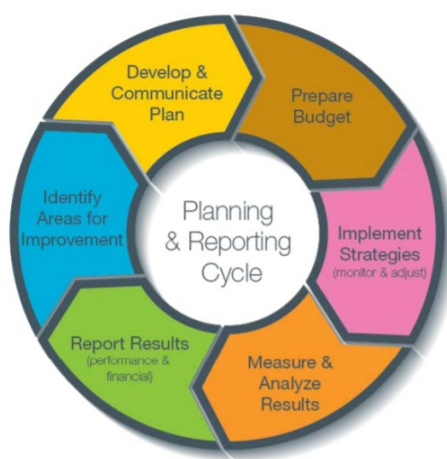 Develop &
Communicate
Plan
Prepare
Budget
Implement
Strategies
(monitor & adjust)
Measure &
Analyze
Results
Report Results
(performance &
financial)
Identify
Areas for
Improvement
Planning
& Reporting
Cycle